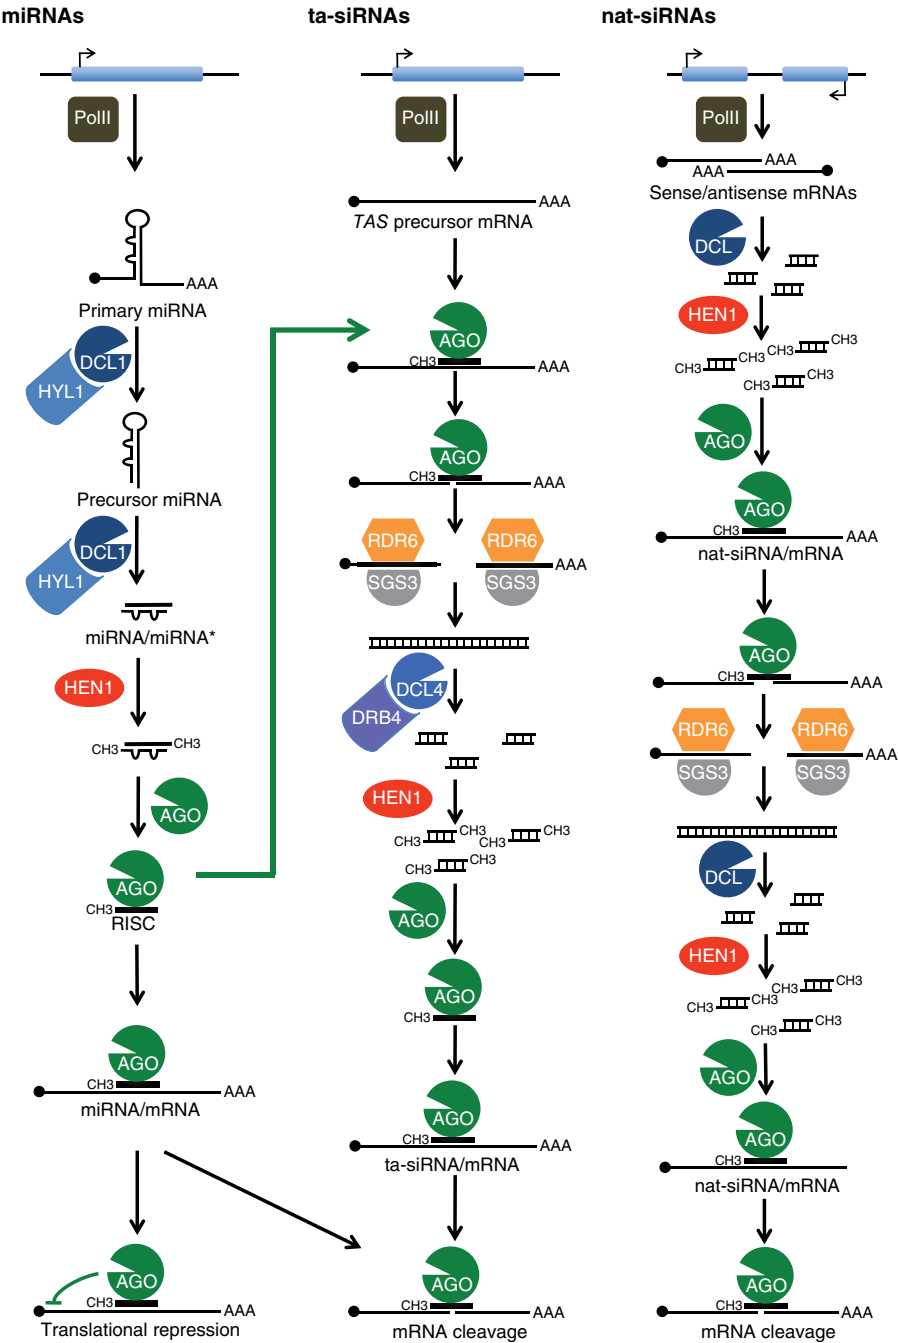 miRNAs
PolII
AAA
Primary miRNA
DCL1
HYL1
Precursor miRNA
DCL1
HYL1
miRNA/miRNA*
HEN1
CH3 CH3
AGO
AGO
CH3
RISC
AGO
CH3
AAA
miRNA/mRNA
AGO
CH3
AAA
Translational repression
ta-siRNAs
PolII
AAA
TAS precursor mRNA
AGO
CH3
AAA
AGO
CH3
AAA
RDR6 RDR6
AAA
SGS3 SGS3
DCL4
DRB4
HEN1
CH3 CH3
CH3 CH3
CH3 CH3
AGO
AGO
CH3
AGO
CH3
AAA
ta-siRNA/mRNA
AGO
CH3
AAA
mRNA cleavage
nat-siRNAs
PolII
AAA
AAA
Sense/antisense mRNAs
DCL
HEN1
CH3 CH3
CH3 CH3
CH3 CH3
AGO
AGO
CH3
AAA
nat-siRNA/mRNA
AGO
CH3
AAA
RDR6 RDR6
AAA
SGS3 SGS3
DCL
HEN1
CH3 CH3
CH3 CH3
CH3 CH3
AGO
AGO
CH3
nat-siRNA/mRNA
AGO
CH3
AAA
mRNA cleavage